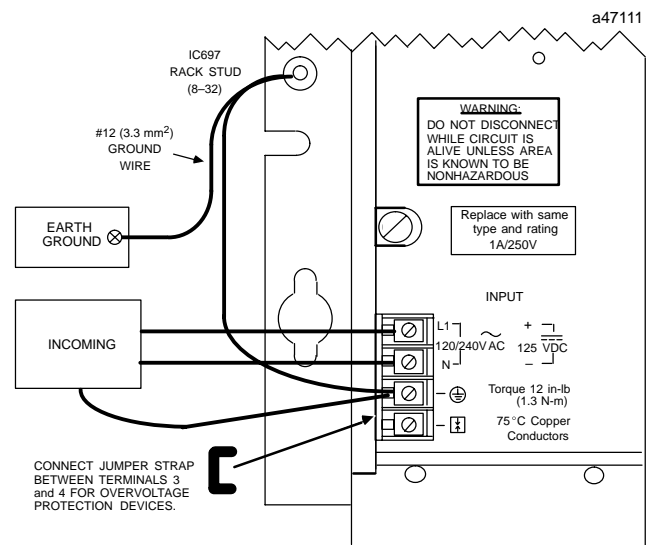 a47111
IC697
RACK STUD
(8–32)
#12 (3.3 mm²)
GROUND
WIRE
WARNING:
DO NOT DISCONNECT
WHILE CIRCUIT IS
ALIVE UNLESS AREA
IS KNOWN TO BE
NONHAZARDOUS
EARTH
GROUND
Replace with same
type and rating
1A/250V
INPUT
INCOMING
L1
120/240V AC
N
+
125 VDC
–
Torque 12 in-lb
(1.3 N-m)
75°C Copper
Conductors
CONNECT JUMPER STRAP
BETWEEN TERMINALS 3
and 4 FOR OVERVOLTAGE
PROTECTION DEVICES.